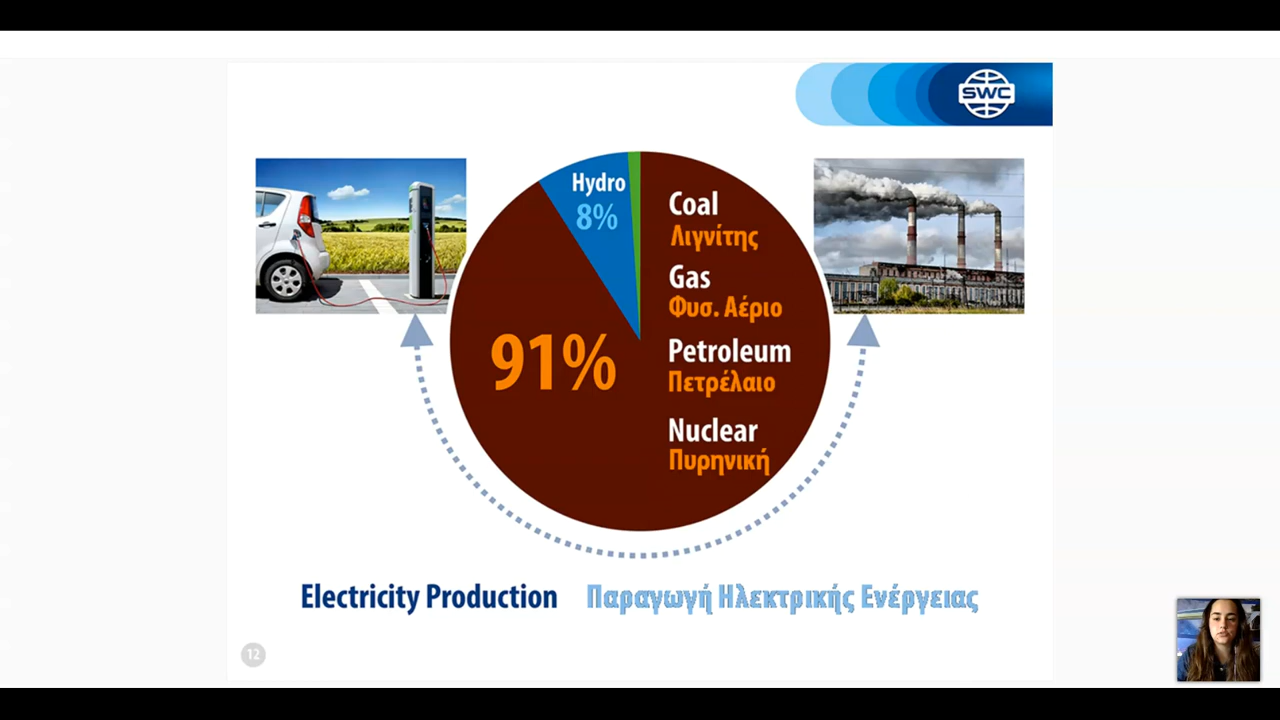 SWC
Hydro
8%
Coal
Λιγνίτης
Gas
Φυσ. Αέριο
91%
Petroleum
Πετρέλαιο
Nuclear
Πυρηνική
Electricity Production
Παραγωγή Ηλεκτρικής Ενέργειας
12